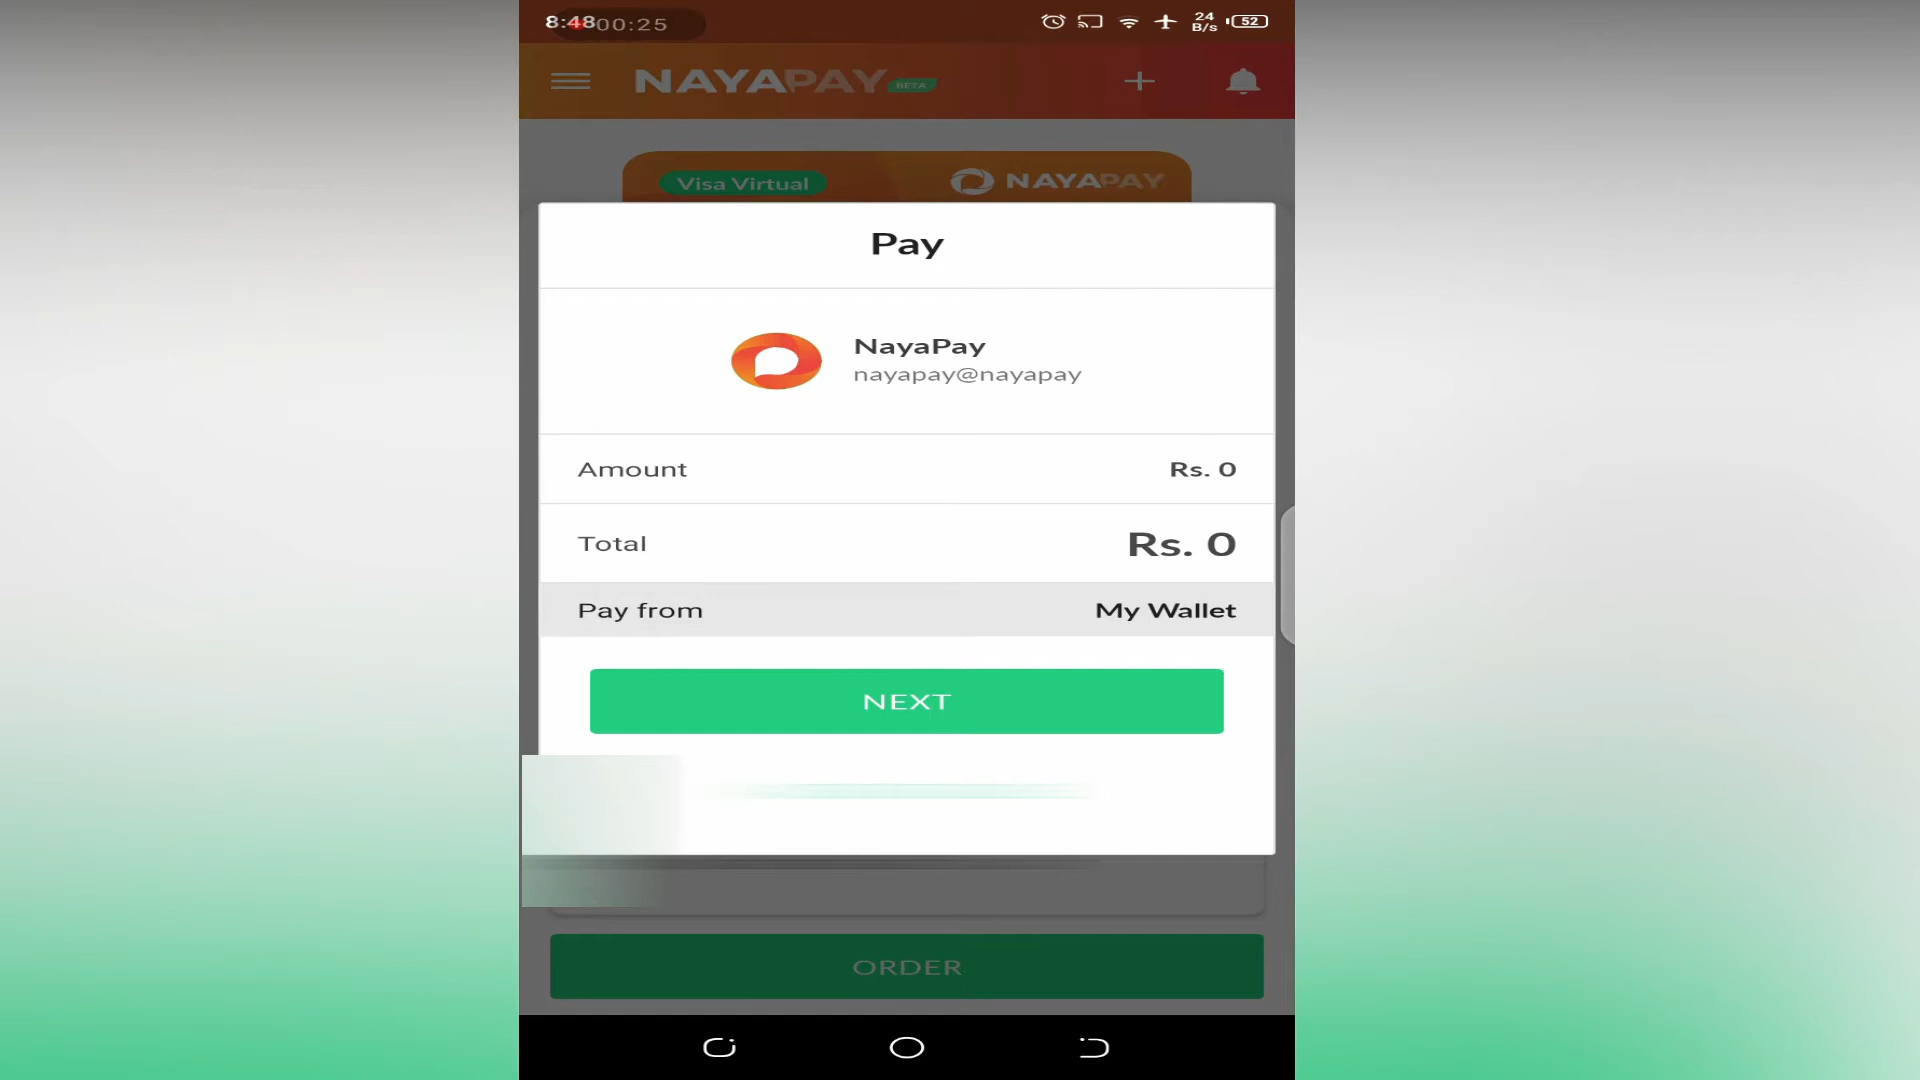 8:48 00:25 24 B/s 52
NAYAPAY BETA
Visa Virtual NAYAPAY
Pay
NayaPay
nayapay@nayapay
Amount Rs. 0
Total Rs. 0
Pay from My Wallet
NEXT
ORDER